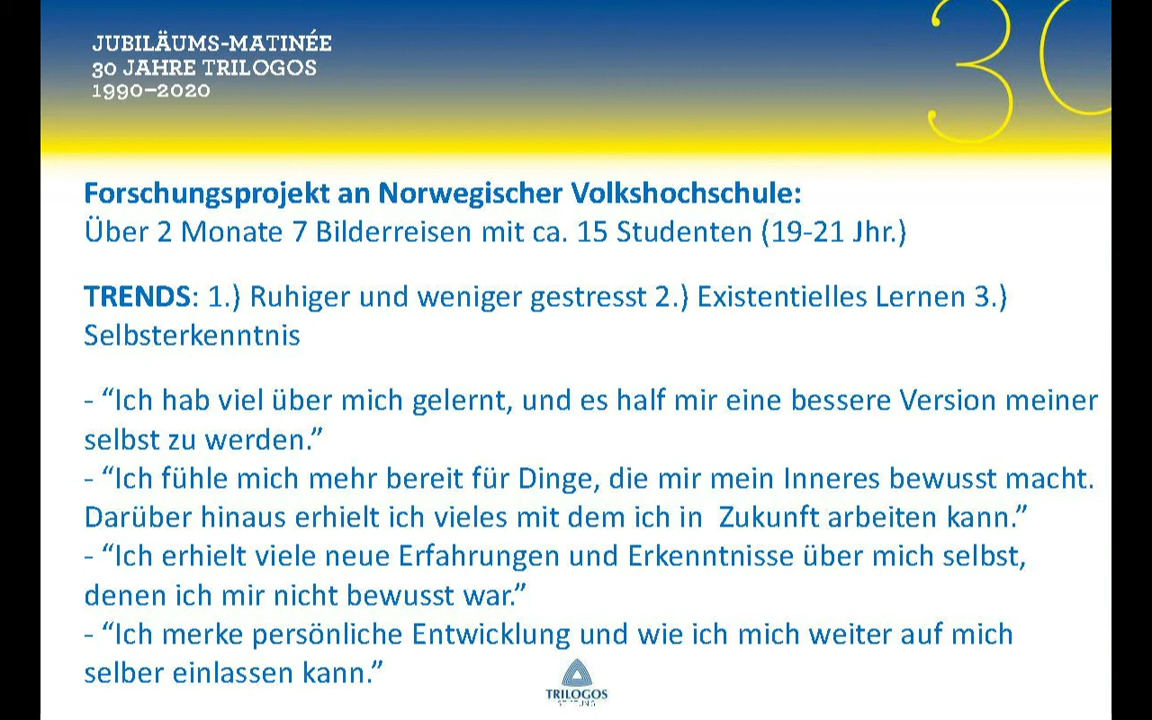 JUBILÄUMS-MATINÉE
30 JAHRE TRILOGOS
1990–2020
30
Forschungsprojekt an Norwegischer Volkshochschule:
Über 2 Monate 7 Bilderreisen mit ca. 15 Studenten (19-21 Jhr.)
TRENDS: 1.) Ruhiger und weniger gestresst 2.) Existentielles Lernen 3.)
Selbsterkenntnis
- “Ich hab viel über mich gelernt, und es half mir eine bessere Version meiner
selbst zu werden.”
- “Ich fühle mich mehr bereit für Dinge, die mir mein Inneres bewusst macht.
Darüber hinaus erhielt ich vieles mit dem ich in  Zukunft arbeiten kann.”
- “Ich erhielt viele neue Erfahrungen und Erkenntnisse über mich selbst,
denen ich mir nicht bewusst war.”
- “Ich merke persönliche Entwicklung und wie ich mich weiter auf mich
selber einlassen kann.”
TRILOGOS
STIFTUNG